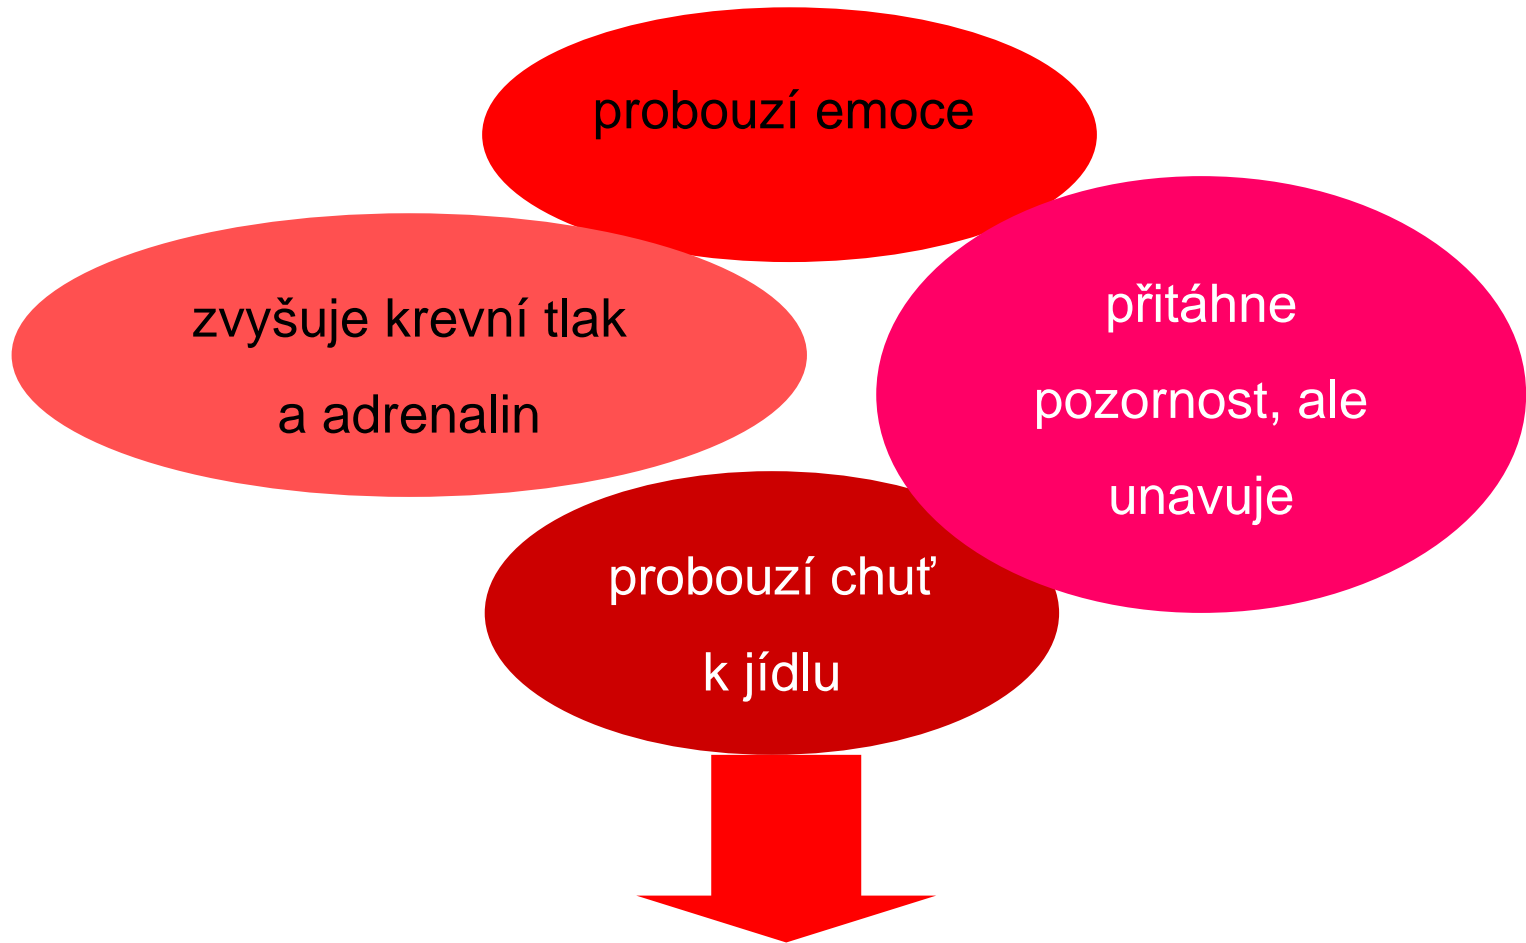 probouzí emoce
zvyšuje krevní tlak
a adrenalin
přitáhne
pozornost, ale
unavuje
probouzí chuť
k jídlu